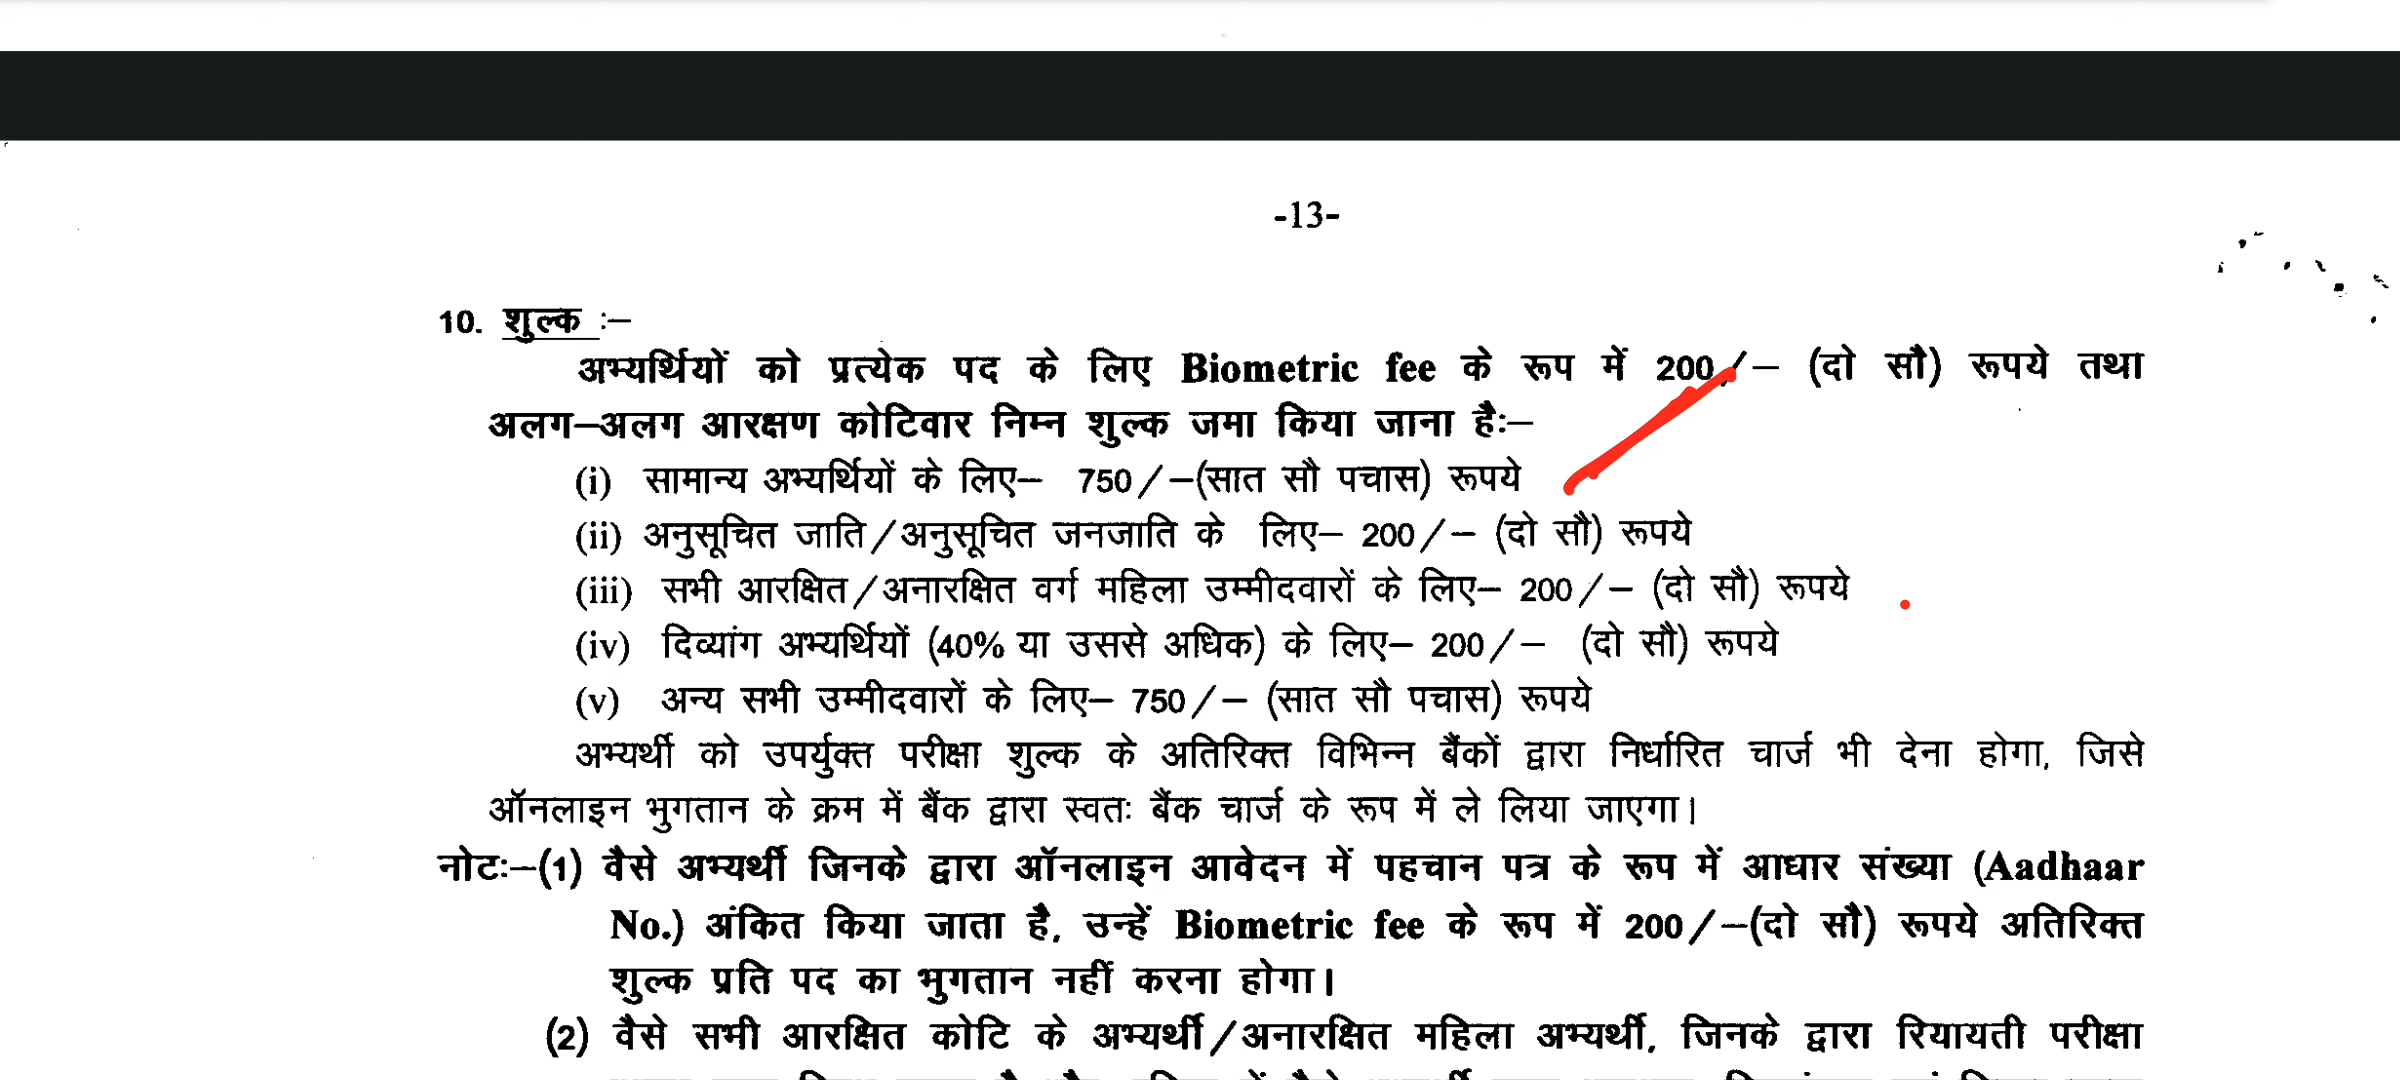 -13-
10. शुल्क :–
अभ्यर्थियों को प्रत्येक पद के लिए Biometric fee के रूप में 200/– (दो सौ) रूपये तथा
अलग–अलग आरक्षण कोटिवार निम्न शुल्क जमा किया जाना है:–
(i) सामान्य अभ्यर्थियों के लिए– 750/–(सात सौ पचास) रूपये
(ii) अनुसूचित जाति/अनुसूचित जनजाति के लिए– 200/– (दो सौ) रूपये
(iii) सभी आरक्षित/अनारक्षित वर्ग महिला उम्मीदवारों के लिए– 200/– (दो सौ) रूपये
(iv) दिव्यांग अभ्यर्थियों (40% या उससे अधिक) के लिए– 200/– (दो सौ) रूपये
(v) अन्य सभी उम्मीदवारों के लिए– 750/– (सात सौ पचास) रूपये
अभ्यर्थी को उपर्युक्त परीक्षा शुल्क के अतिरिक्त विभिन्न बैंकों द्वारा निर्धारित चार्ज भी देना होगा, जिसे
ऑनलाइन भुगतान के क्रम में बैंक द्वारा स्वतः बैंक चार्ज के रूप में ले लिया जाएगा।
नोट:–(1) वैसे अभ्यर्थी जिनके द्वारा ऑनलाइन आवेदन में पहचान पत्र के रूप में आधार संख्या (Aadhaar
No.) अंकित किया जाता है, उन्हें Biometric fee के रूप में 200/–(दो सौ) रूपये अतिरिक्त
शुल्क प्रति पद का भुगतान नहीं करना होगा।
(2) वैसे सभी आरक्षित कोटि के अभ्यर्थी/अनारक्षित महिला अभ्यर्थी, जिनके द्वारा रियायती परीक्षा